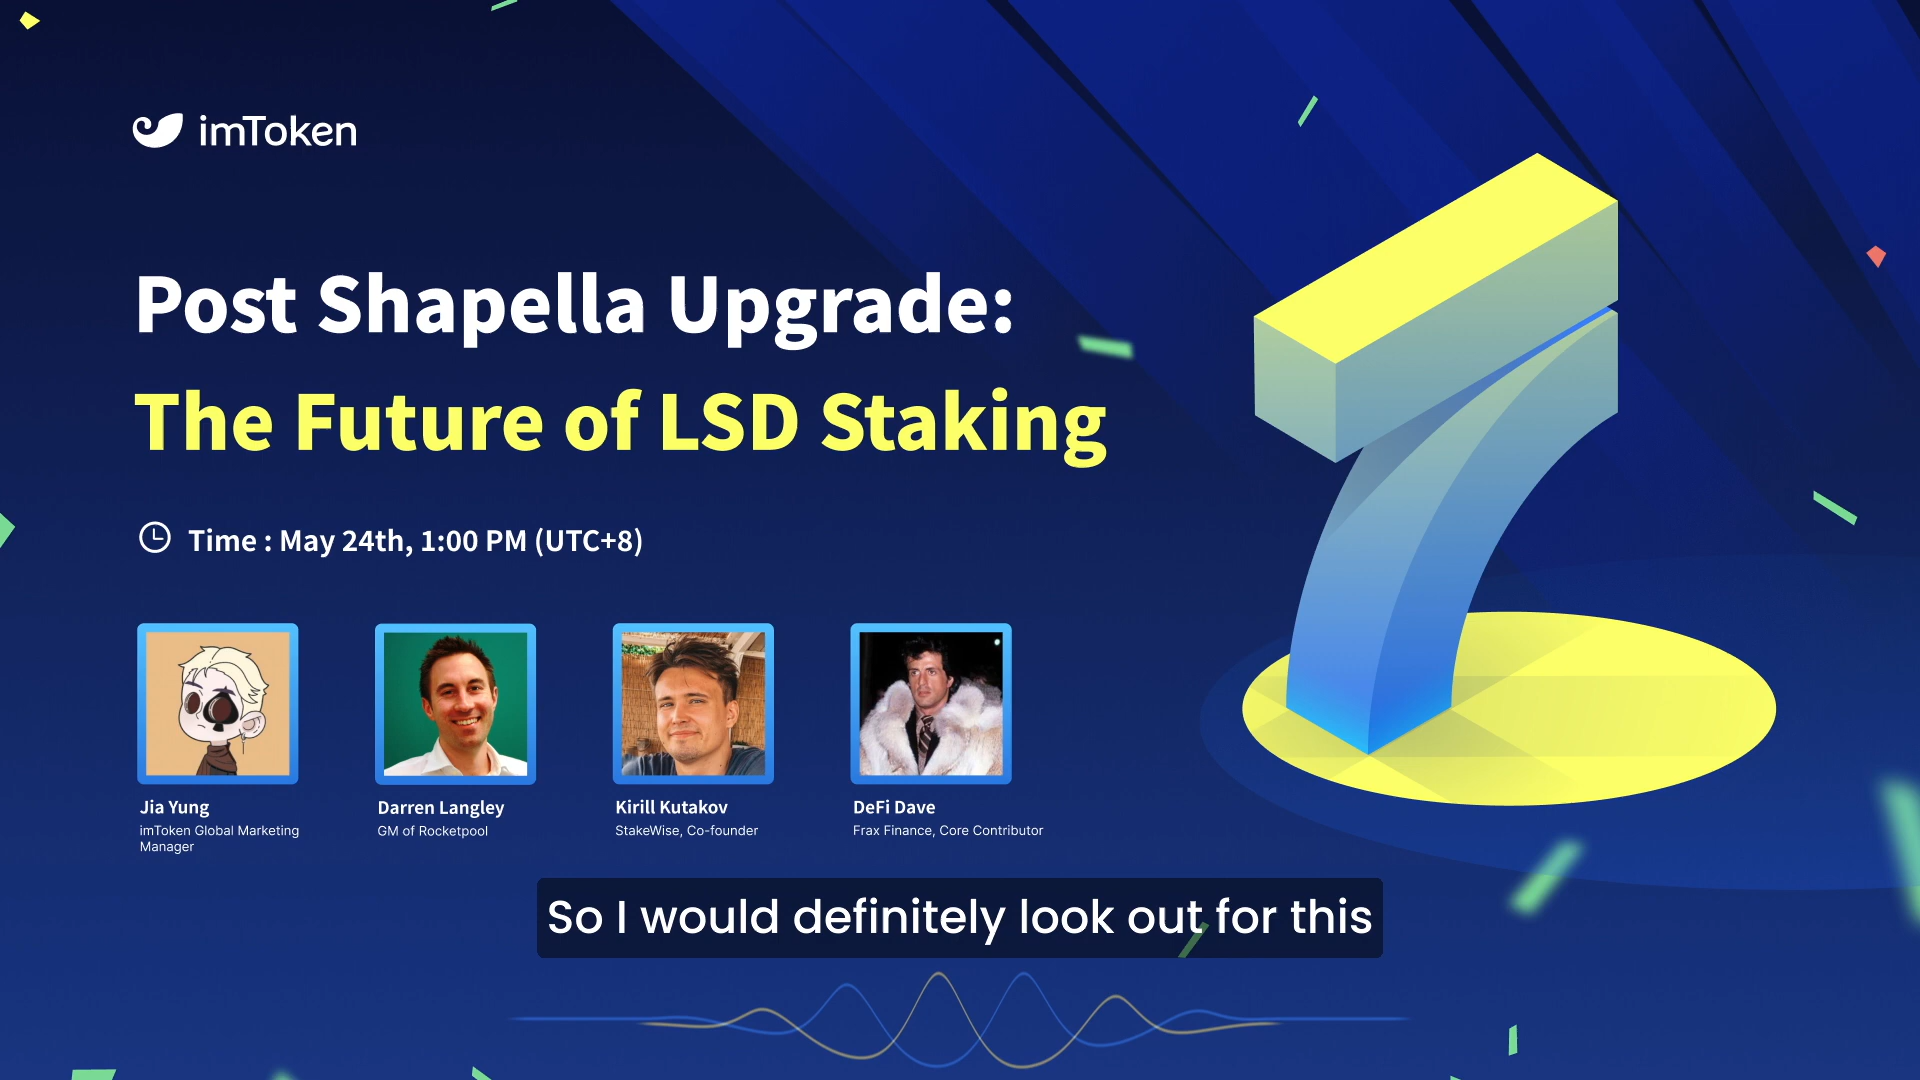 imToken
Post Shapella Upgrade:
The Future of LSD Staking
Time : May 24th, 1:00 PM (UTC+8)
Jia Yung
imToken Global Marketing
Manager
Darren Langley
GM of Rocketpool
Kirill Kutakov
StakeWise, Co-founder
DeFi Dave
Frax Finance, Core Contributor
So I would definitely look out for this